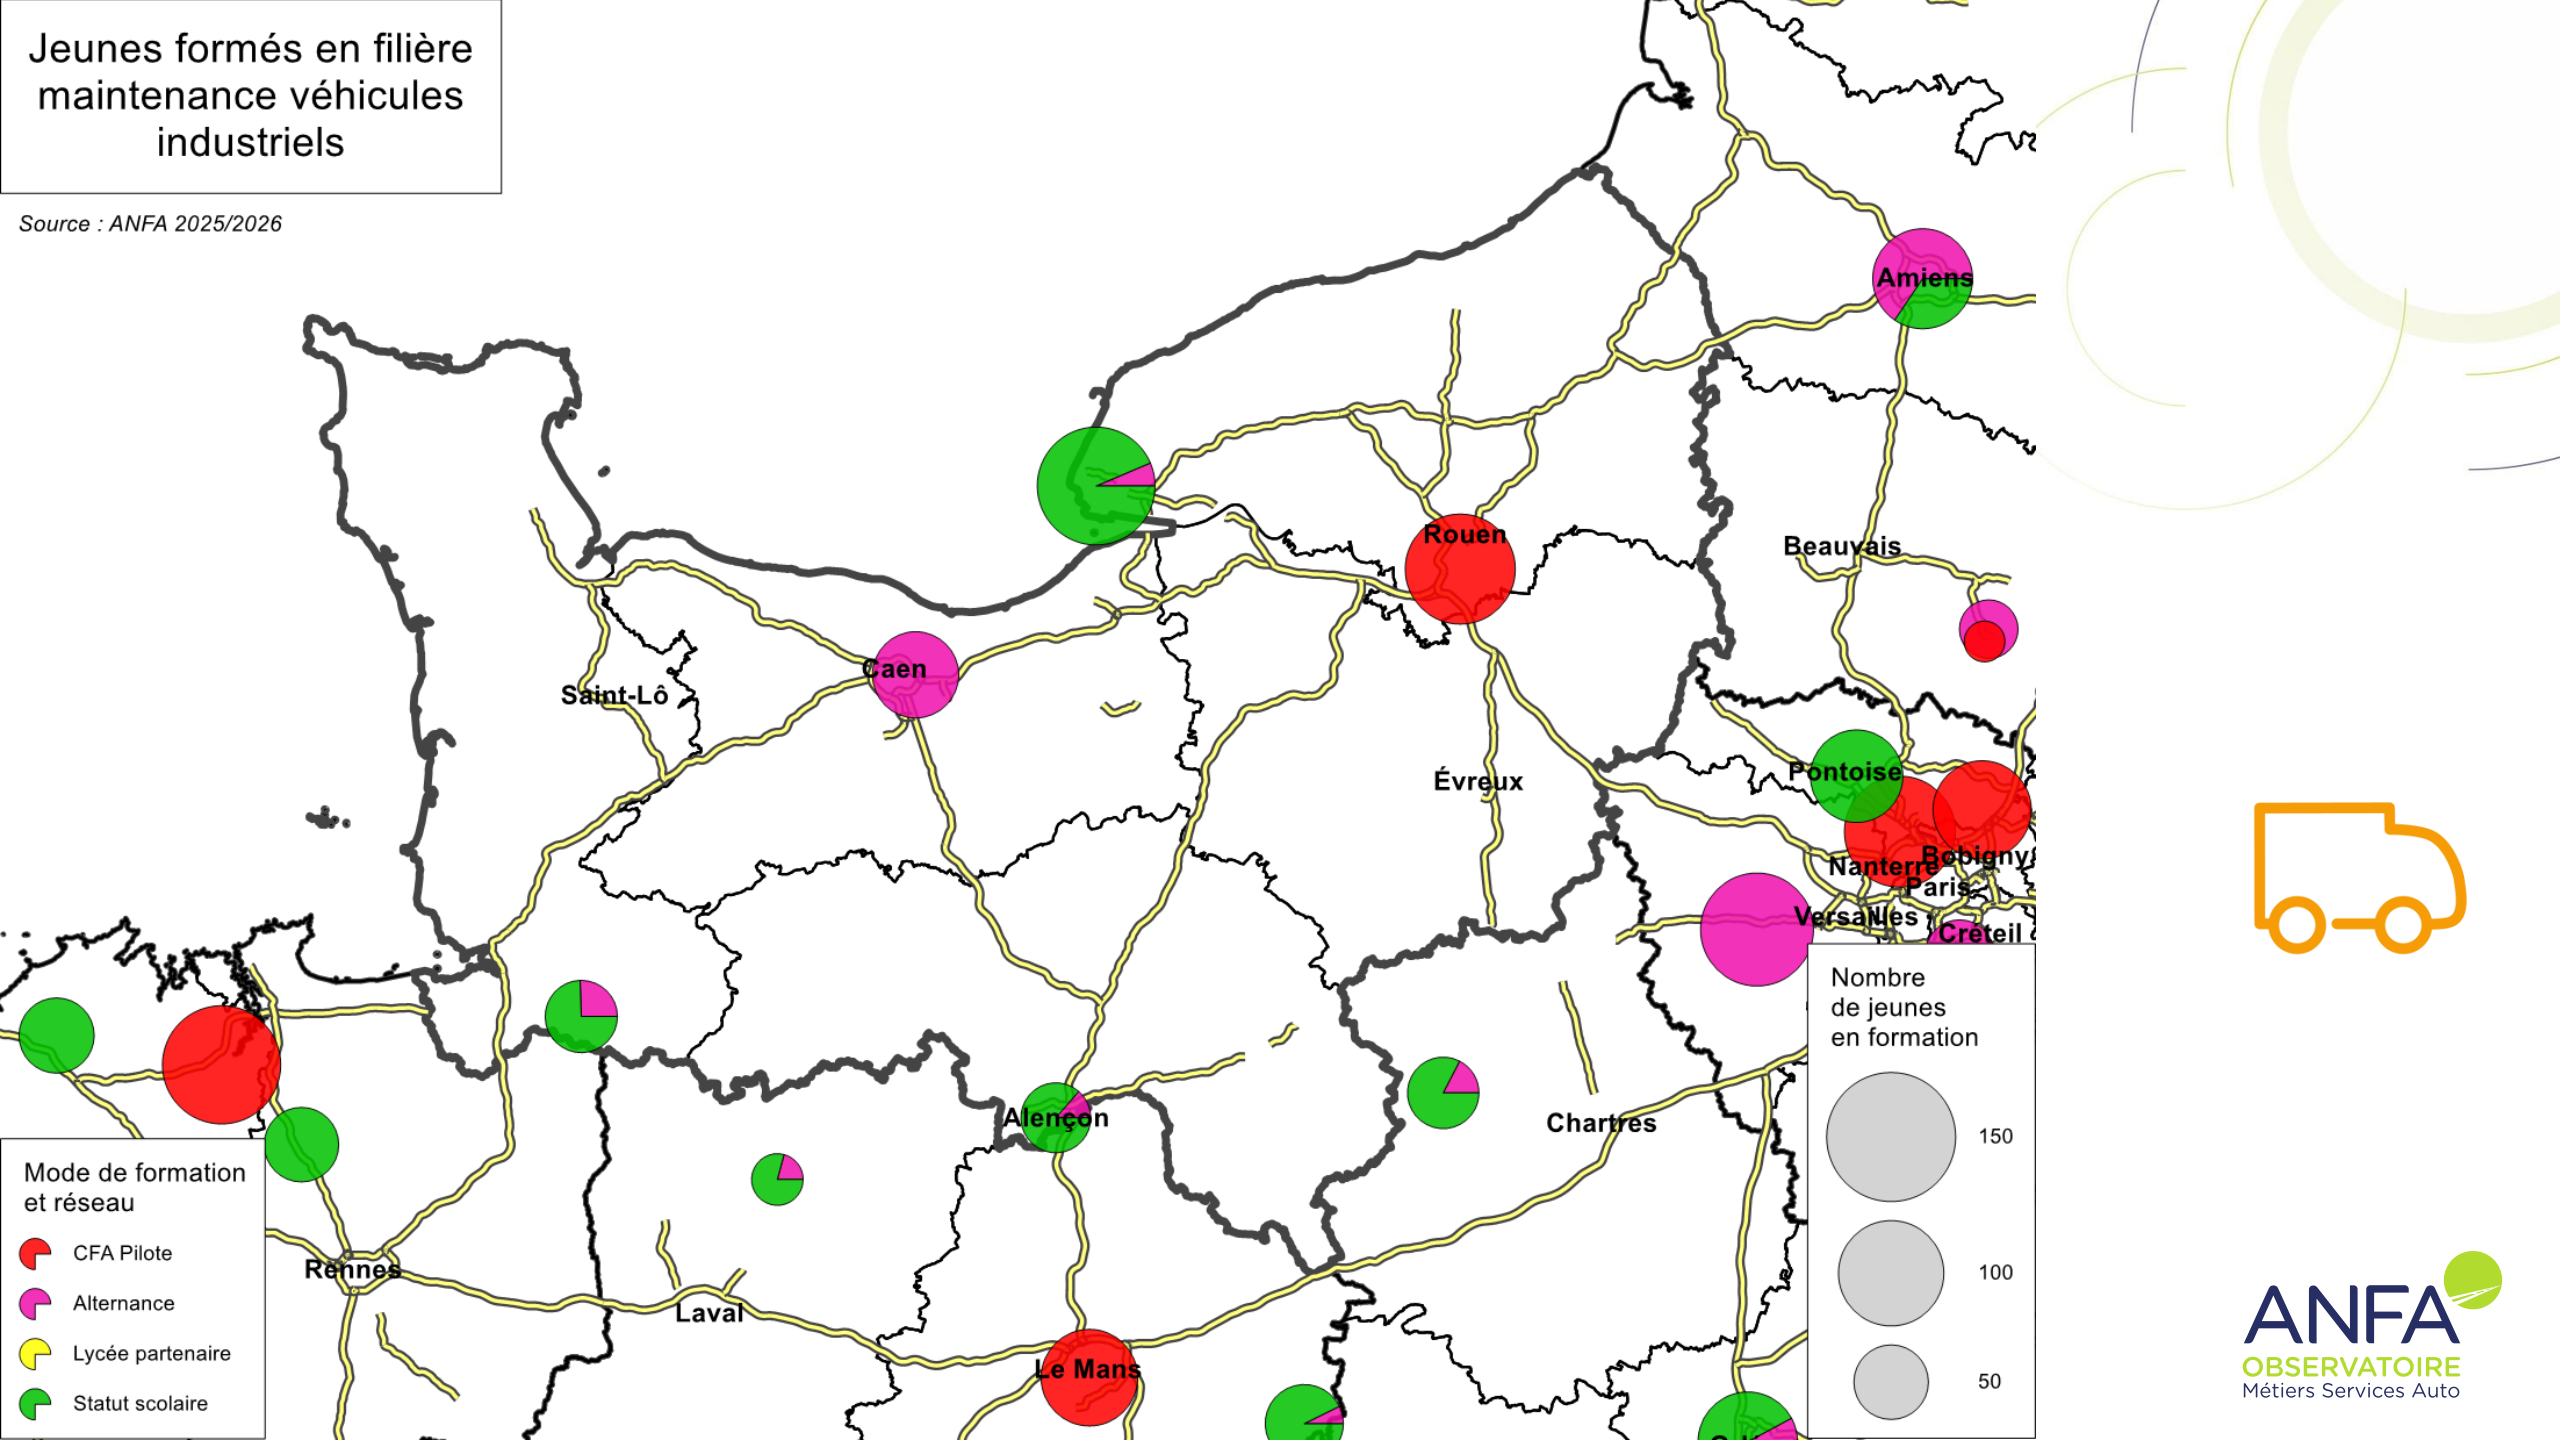 Jeunes formés en filière
maintenance véhicules
industriels
Source : ANFA 2025/2026
Amiens
Rouen
Beauvais
Caen
Saint-Lô
Évreux
Pontoise
Bobigny
Nanterre
Paris
Versailles
Créteil
Alençon
Chartres
Rennes
Laval
Le Mans
Mode de formation
et réseau
CFA Pilote
Alternance
Lycée partenaire
Statut scolaire
Nombre
de jeunes
en formation
150
100
50
ANFA
OBSERVATOIRE
Métiers Services Auto